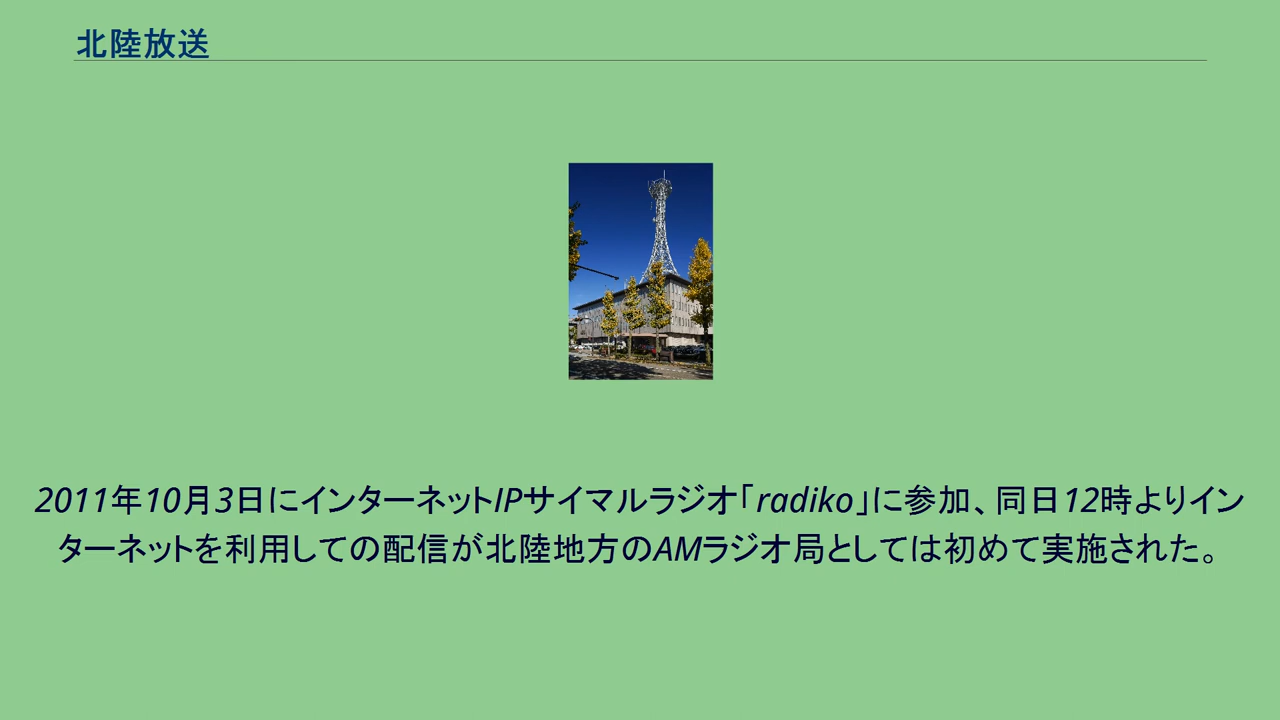 北陸放送
2011年10月3日にインターネットIPサイマルラジオ「radiko」に参加、同日12時よりイン
ターネットを利用しての配信が北陸地方のAMラジオ局としては初めて実施された。